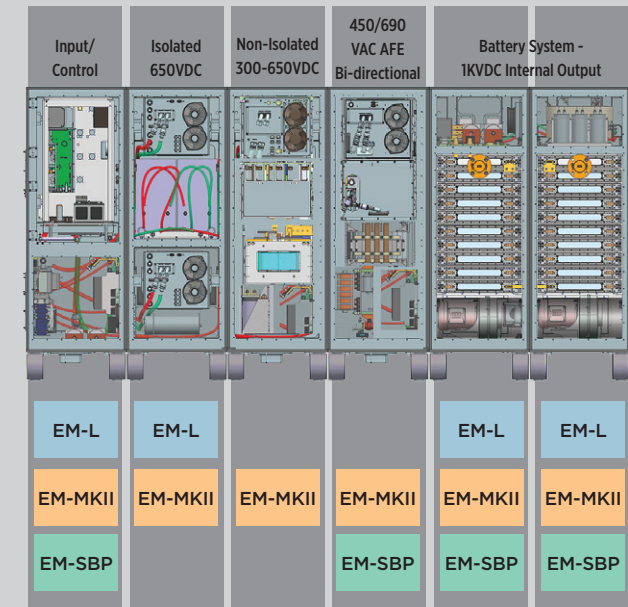 Input/
Control
Isolated
650VDC
Non-Isolated
300-650VDC
450/690
VAC AFE
Bi-directional
Battery System -
1KVDC Internal Output
EM-L
EM-L
EM-L
EM-L
EM-MKII
EM-MKII
EM-MKII
EM-MKII
EM-MKII
EM-MKII
EM-SBP
EM-SBP
EM-SBP
EM-SBP